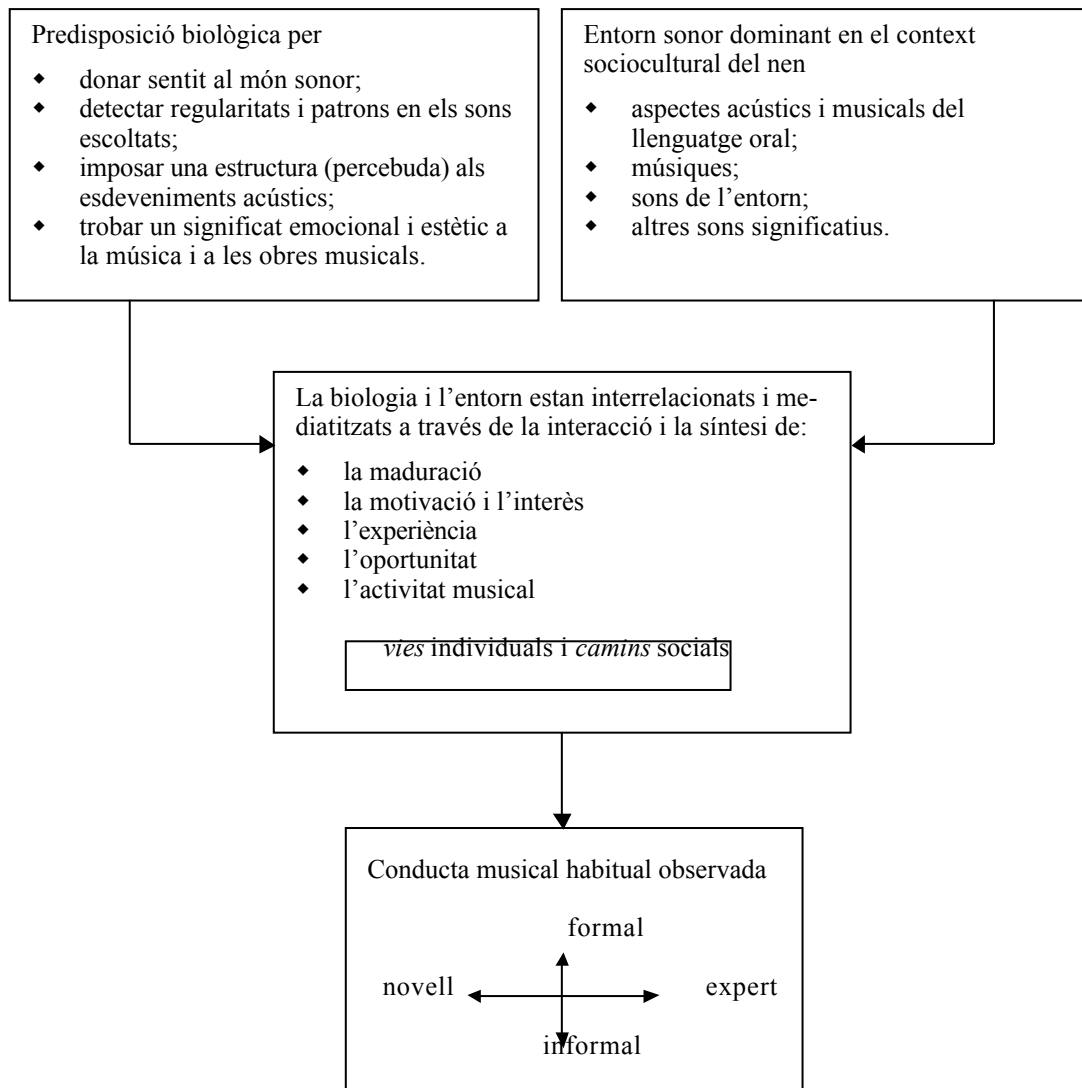 Predisposició biològica per
◆ donar sentit al món sonor;
◆ detectar regularitats i patrons en els sons
escoltats;
◆ imposar una estructura (percebuda) als
esdeveniments acústics;
◆ trobar un significat emocional i estètic a
la música i a les obres musicals.
Entorn sonor dominant en el context
sociocultural del nen
◆ aspectes acústics i musicals del
llenguatge oral;
◆ músiques;
◆ sons de l’entorn;
◆ altres sons significatius.
La biologia i l’entorn estan interrelacionats i me-
diatitzats a través de la interacció i la síntesi de:
◆ la maduració
◆ la motivació i l’interès
◆ l’experiència
◆ l’oportunitat
◆ l’activitat musical
vies individuals i camins socials
Conducta musical habitual observada
formal
novell expert
informal